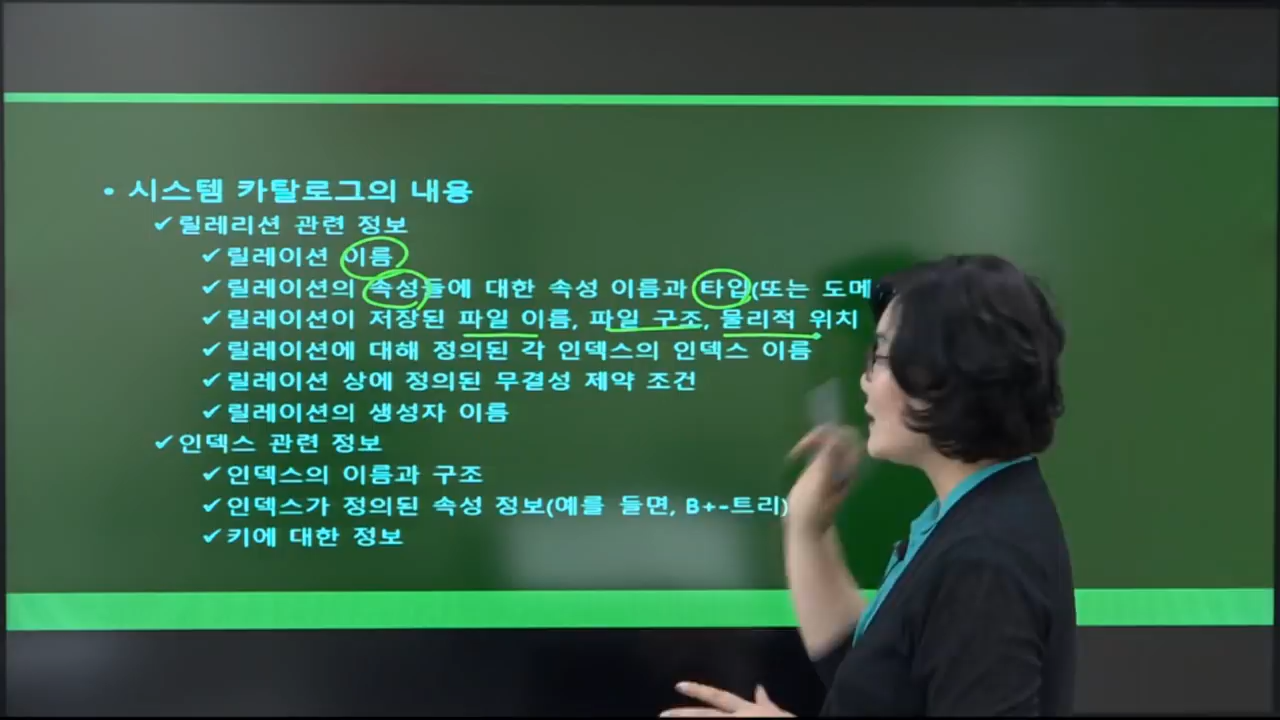 • 시스템 카탈로그의 내용
✓릴레리션 관련 정보
✓릴레이션 이름
✓릴레이션의 속성들에 대한 속성 이름과 타입(또는 도메
✓릴레이션이 저장된 파일 이름, 파일 구조, 물리적 위치
✓릴레이션에 대해 정의된 각 인덱스의 인덱스 이름
✓릴레이션 상에 정의된 무결성 제약 조건
✓릴레이션의 생성자 이름
✓인덱스 관련 정보
✓인덱스의 이름과 구조
✓인덱스가 정의된 속성 정보(예를 들면, B+-트리)
✓키에 대한 정보